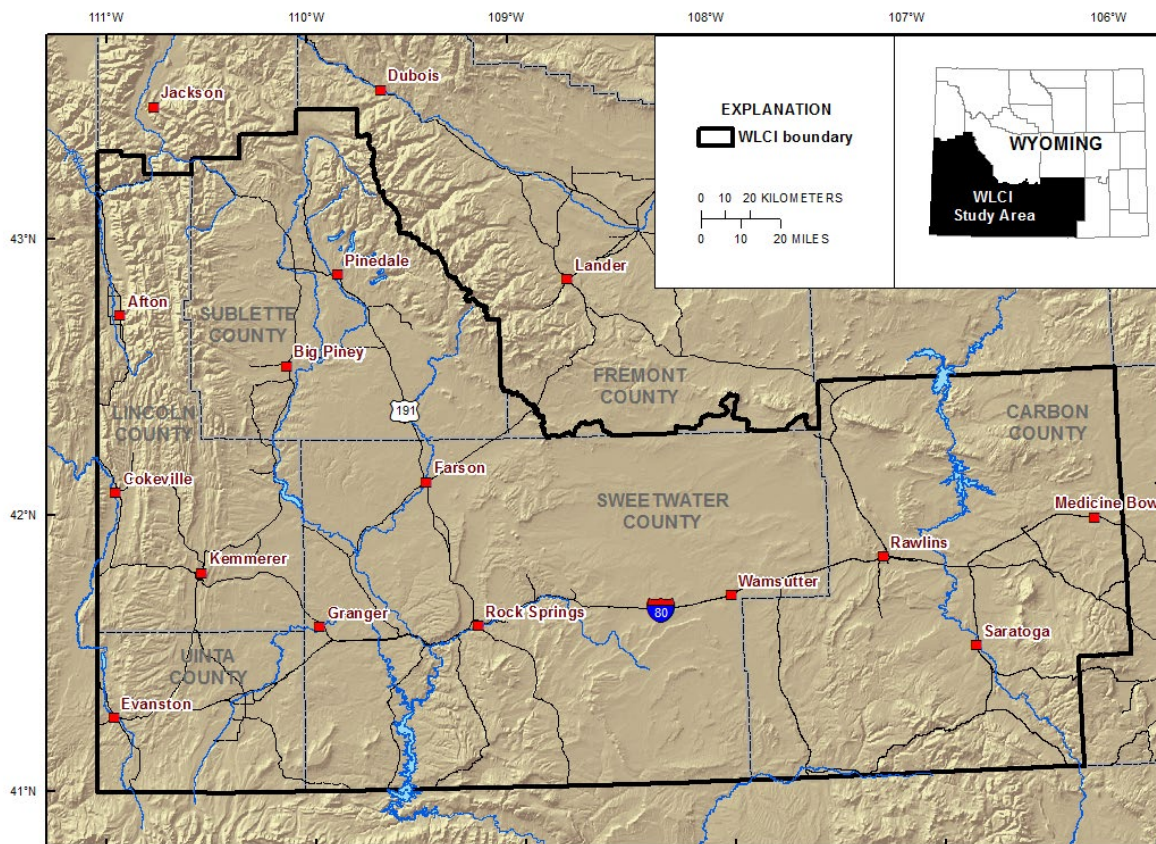 111°W
110°W
109°W
108°W
107°W
106°W
Dubois
Jackson
EXPLANATION
WLCI boundary
WYOMING
0 10 20 KILOMETERS
0 10 20 MILES
WLCI
Study Area
43°N
Pinedale
Lander
Afton
SUBLETTE
COUNTY
Big Piney
FREMONT
COUNTY
191
LINCOLN
COUNTY
CARBON
COUNTY
Farson
Cokeville
SWEETWATER
COUNTY
42°N
Medicine Bow
Rawlins
Kemmerer
Wamsutter
Granger
Rock Springs
80
Saratoga
UINTA
COUNTY
Evanston
41°N